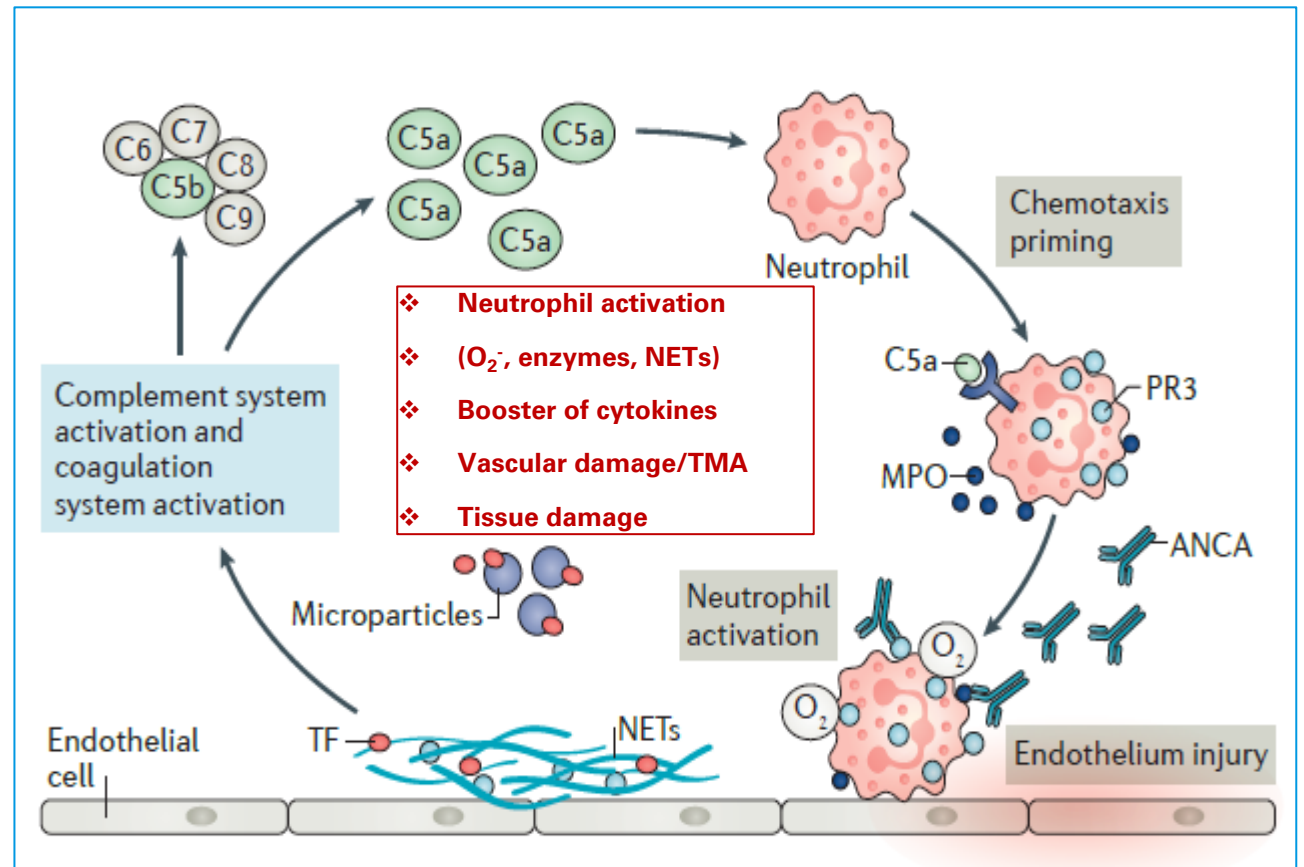 C6
C7
C8
C5b
C9
C5a
C5a
C5a
C5a
C5a
Neutrophil
Chemotaxis
priming
❖ Neutrophil activation
❖ (O₂⁻, enzymes, NETs)
❖ Booster of cytokines
❖ Vascular damage/TMA
❖ Tissue damage
Complement system
activation and
coagulation
system activation
C5a
PR3
MPO
ANCA
Microparticles
Neutrophil
activation
O₂
O₂
TF
NETs
Endothelial
cell
Endothelium injury